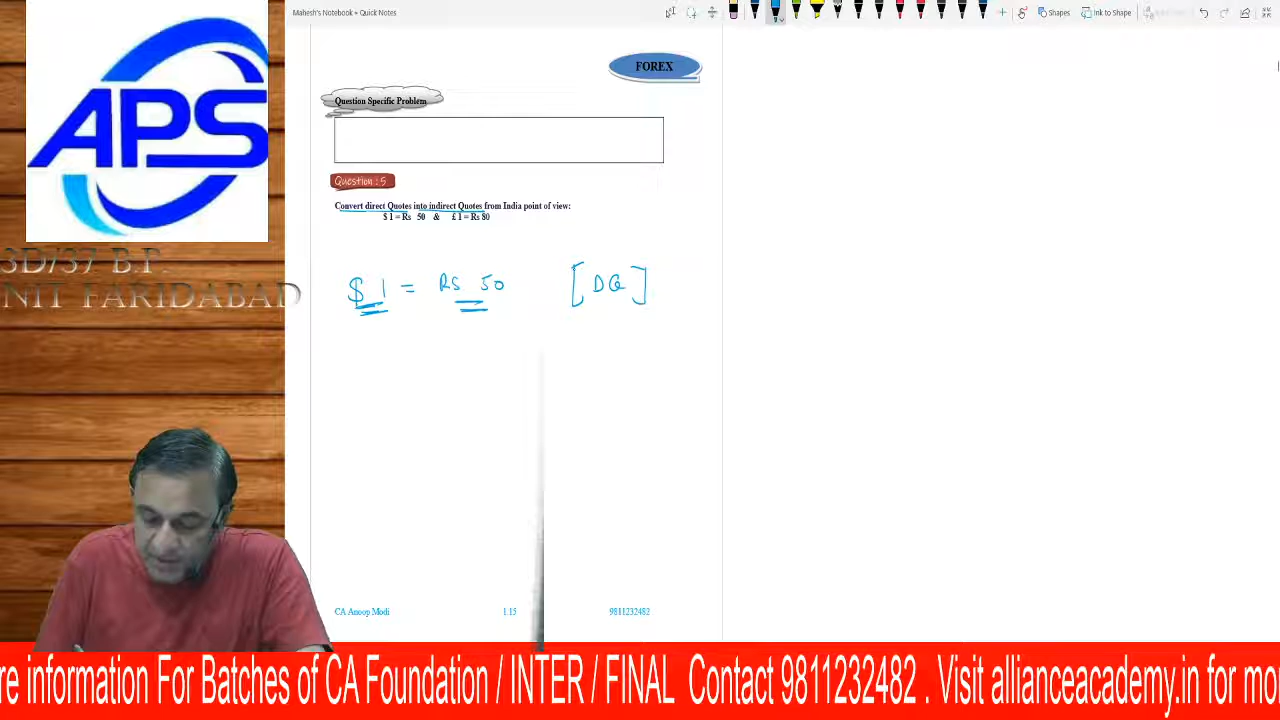 Mahesh's Notebook » Quick Notes
Shapes
Ink to Shape
APS
3D/37 B.P.
NIT FARIDABAD
FOREX
Question Specific Problem
Question : 5
Convert direct Quotes into indirect Quotes from India point of view:
$ 1 = Rs 50 & £ 1 = Rs 80
$ 1 = RS 50 [DQ]
CA Anoop Modi 1.15 9811232482
re information For Batches of CA Foundation / INTER / FINAL Contact 9811232482 . Visit allianceacademy.in for mo